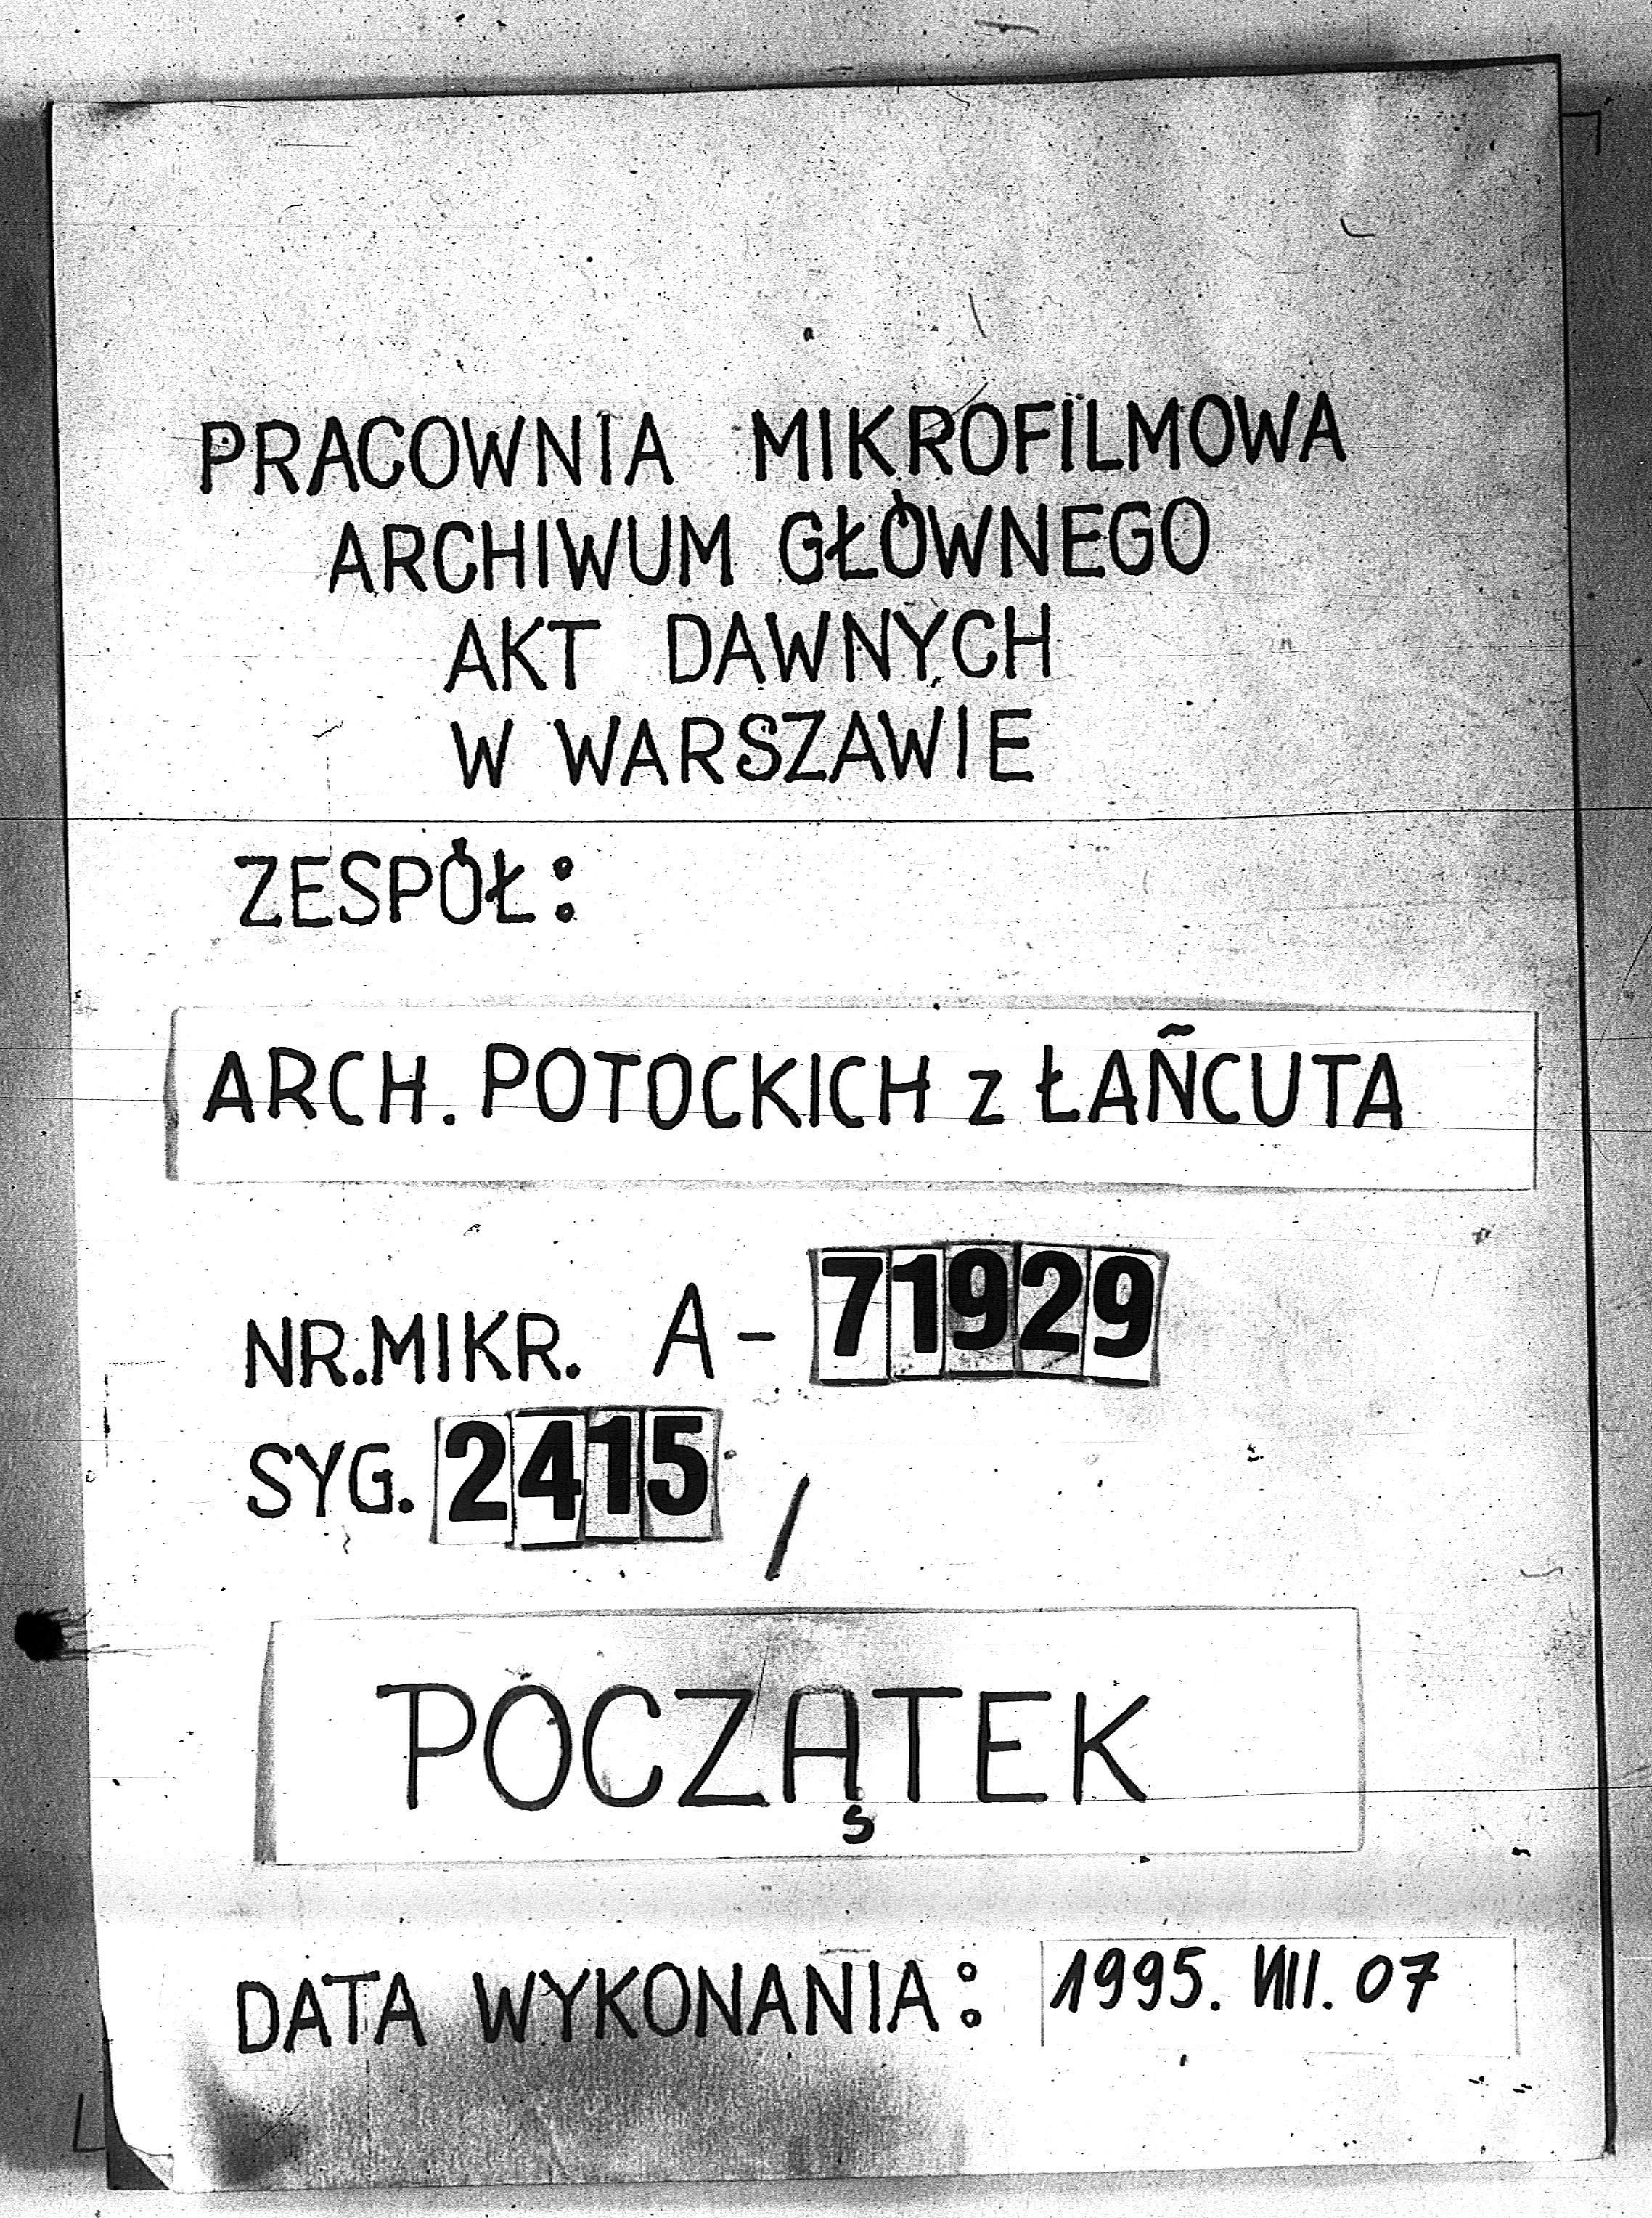 PRACOWNIA MIKROFILMOWA
ARCHIWUM GŁÓWNEGO
AKT DAWNYCH
W WARSZAWIE
ZESPÓŁ:
ARCH. POTOCKICH z ŁAŃCUTA
NR.MIKR. A-71929
SYG. 2415 /
POCZĄTEK
DATA WYKONANIA: 1995. VIII. 07